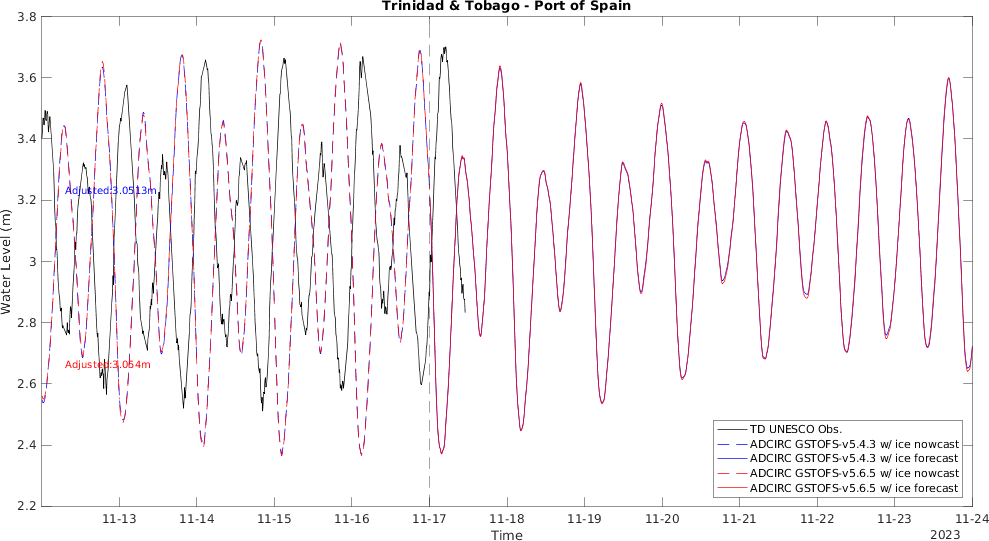 Trinidad & Tobago - Port of Spain
3.8
3.6
3.4
3.2
3
2.8
2.6
2.4
2.2
Water Level (m)
Adjusted:3.0513m
Adjusted:3.054m
TD UNESCO Obs.
ADCIRC GSTOFS-v5.4.3 w/ ice nowcast
ADCIRC GSTOFS-v5.4.3 w/ ice forecast
ADCIRC GSTOFS-v5.6.5 w/ ice nowcast
ADCIRC GSTOFS-v5.6.5 w/ ice forecast
11-13 11-14 11-15 11-16 11-17 11-18 11-19 11-20 11-21 11-22 11-23 11-24
Time
2023